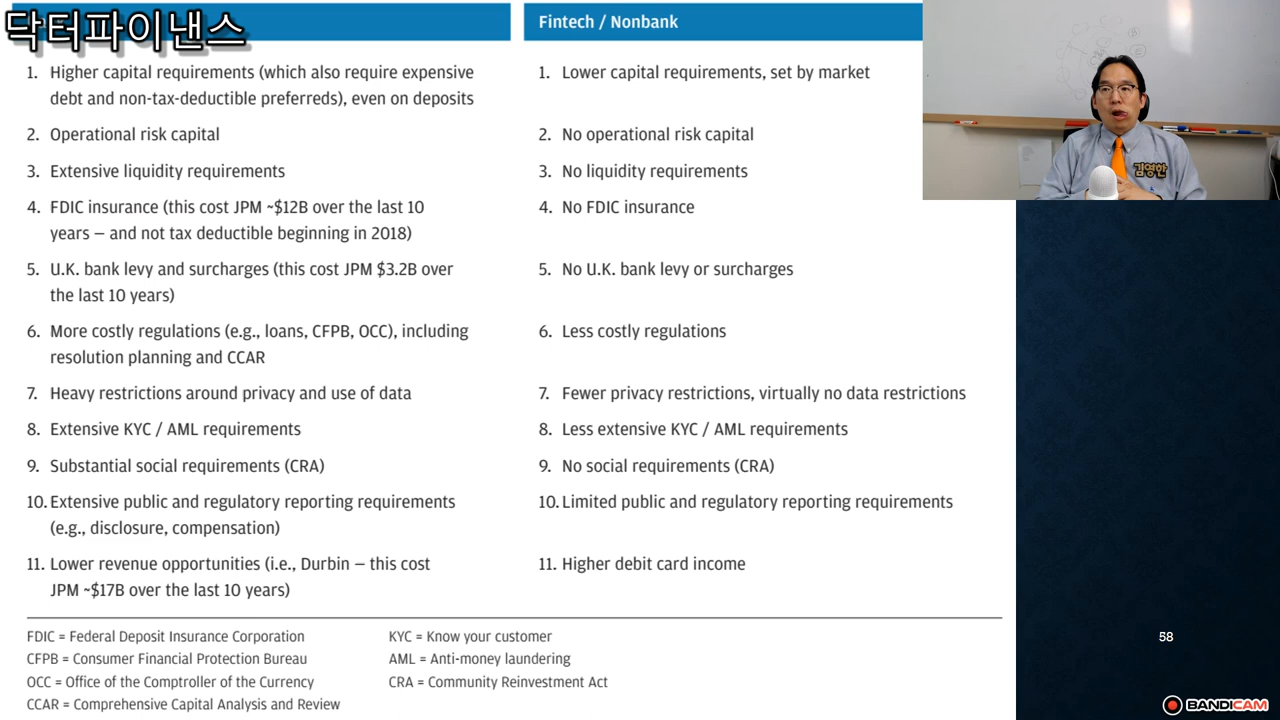 닥터파이낸스
Fintech / Nonbank
1. Higher capital requirements (which also require expensive
debt and non-tax-deductible preferreds), even on deposits
1. Lower capital requirements, set by market
2. Operational risk capital
2. No operational risk capital
3. Extensive liquidity requirements
3. No liquidity requirements
4. FDIC insurance (this cost JPM ~$12B over the last 10
years – and not tax deductible beginning in 2018)
4. No FDIC insurance
5. U.K. bank levy and surcharges (this cost JPM $3.2B over
the last 10 years)
5. No U.K. bank levy or surcharges
6. More costly regulations (e.g., loans, CFPB, OCC), including
resolution planning and CCAR
6. Less costly regulations
7. Heavy restrictions around privacy and use of data
7. Fewer privacy restrictions, virtually no data restrictions
8. Extensive KYC / AML requirements
8. Less extensive KYC / AML requirements
9. Substantial social requirements (CRA)
9. No social requirements (CRA)
10. Extensive public and regulatory reporting requirements
(e.g., disclosure, compensation)
10. Limited public and regulatory reporting requirements
11. Lower revenue opportunities (i.e., Durbin – this cost
JPM ~$17B over the last 10 years)
11. Higher debit card income
FDIC = Federal Deposit Insurance Corporation
CFPB = Consumer Financial Protection Bureau
OCC = Office of the Comptroller of the Currency
CCAR = Comprehensive Capital Analysis and Review
KYC = Know your customer
AML = Anti-money laundering
CRA = Community Reinvestment Act
김영한
58
BANDICAM